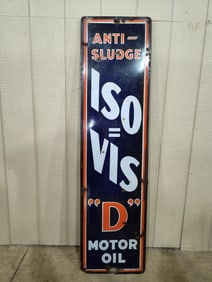 ANTI-
SLUDGE
ISO
=
VIS
"D"
MOTOR
OIL